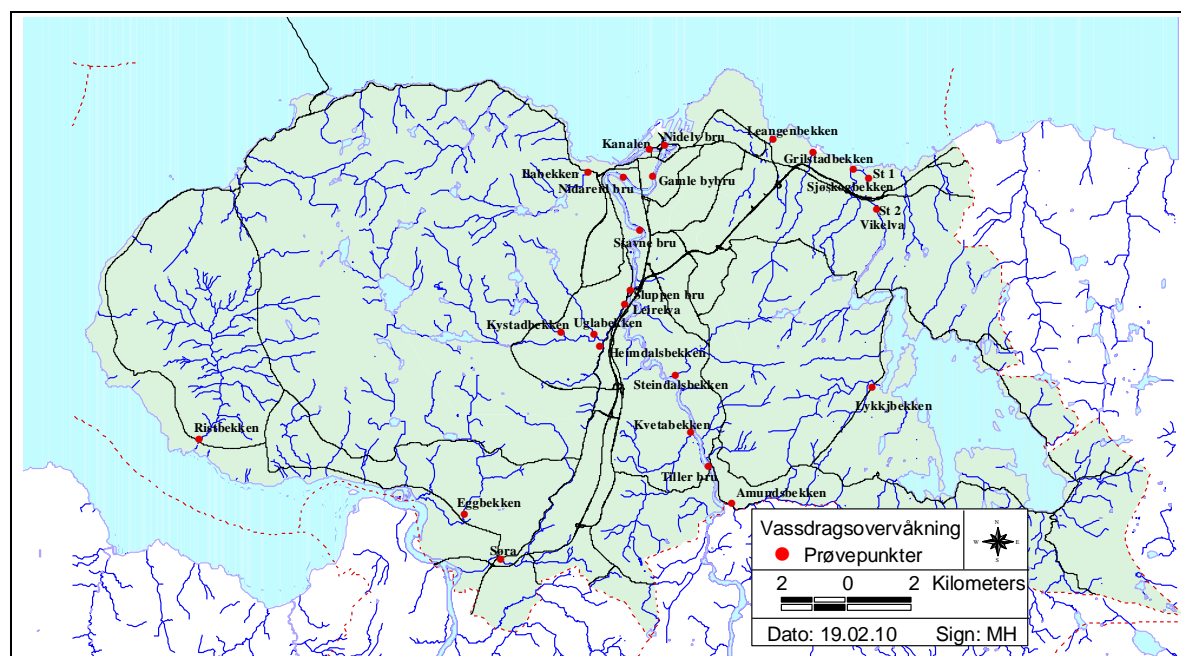 Leangenbekken
Nidelv bru
Kanalen
Grilstadbekken
Ilabekken
St 1
Gamle bybru
Nidareid bru
Sjøskogbekken
St 2
Vikelva
Stavne bru
Sluppen bru
Leirelva
Kystadbekken
Uglabekken
Heimdalsbekken
Steindalsbekken
Lykkjbekken
Kvetabekken
Ristbekken
Tiller bru
Amundsbekken
Eggbekken
Søra
Vassdragsovervåkning
Prøvepunkter
N
W E
S
2 0 2 Kilometers
Dato: 19.02.10 Sign: MH